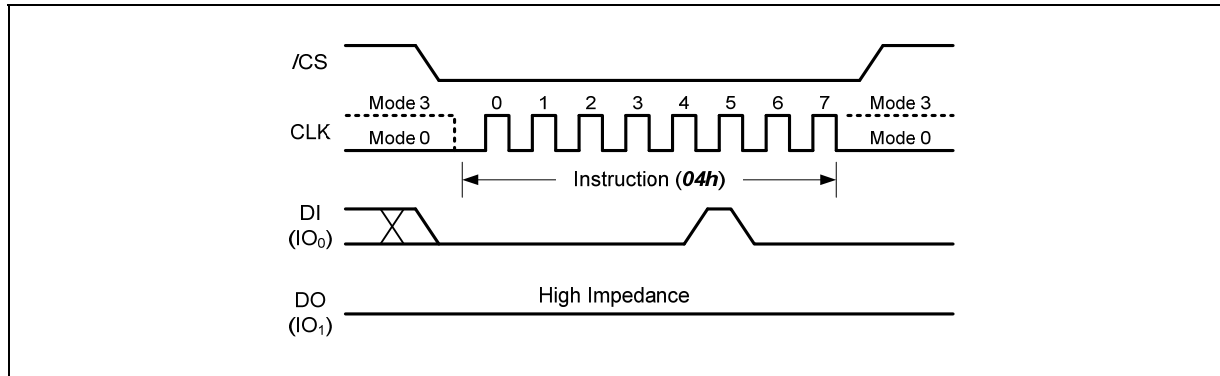 /CS
Mode 3 0 1 2 3 4 5 6 7 Mode 3
CLK
Mode 0 Mode 0
Instruction (04h)
DI
(IO₀)
High Impedance
DO
(IO₁)